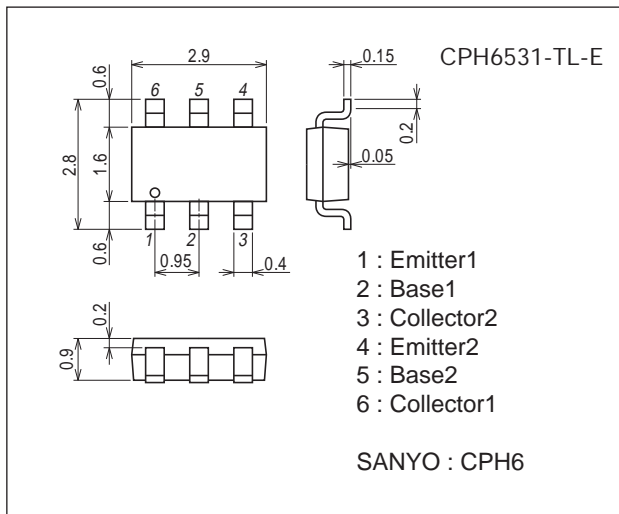 CPH6531-TL-E
2.9
0.15
0.6
6
5
4
0.2
2.8
1.6
0.05
0.6
1
2
3
0.95
0.4
1 : Emitter1
2 : Base1
3 : Collector2
4 : Emitter2
5 : Base2
6 : Collector1
0.2
0.9
SANYO : CPH6